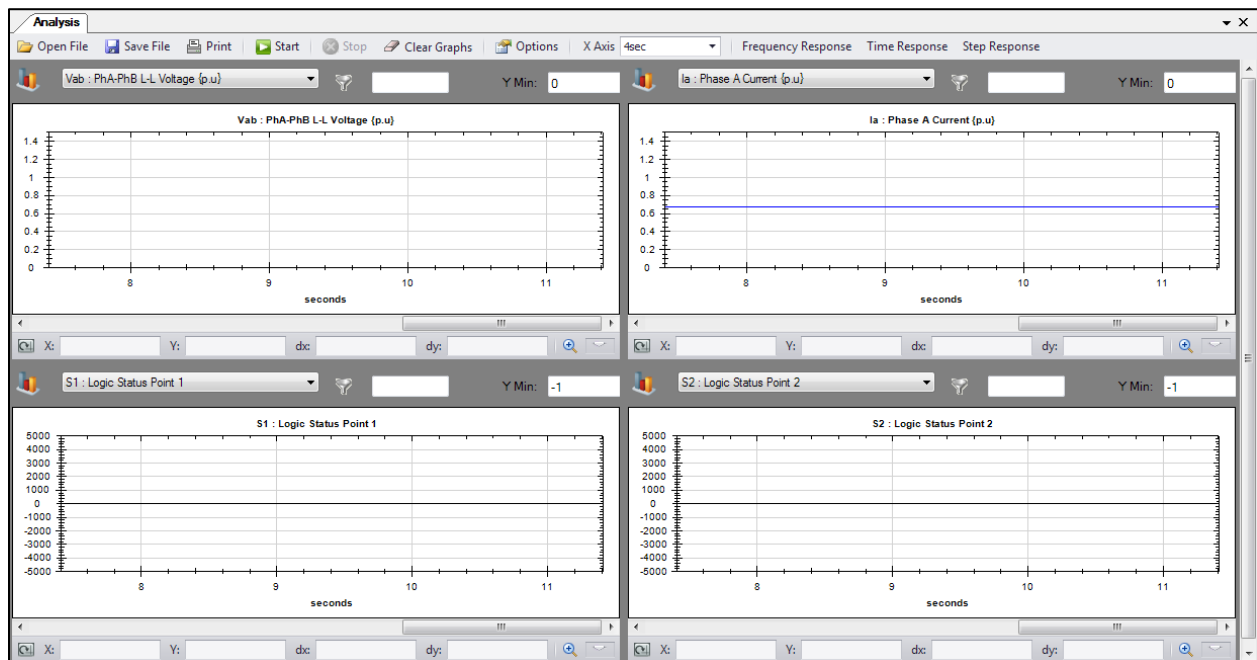 Analysis
Open File Save File Print Start Stop Clear Graphs Options X Axis 4sec Frequency Response Time Response Step Response
Vab : PhA-PhB L-L Voltage {p.u} Y Min: 0
Vab : PhA-PhB L-L Voltage {p.u}
1.4
1.2
1
0.8
0.6
0.4
0.2
0
8 9 10 11
seconds
X: Y: dx: dy:
Ia : Phase A Current {p.u} Y Min: 0
Ia : Phase A Current {p.u}
1.4
1.2
1
0.8
0.6
0.4
0.2
0
8 9 10 11
seconds
X: Y: dx: dy:
S1 : Logic Status Point 1 Y Min: -1
S1 : Logic Status Point 1
5000
4000
3000
2000
1000
0
-1000
-2000
-3000
-4000
-5000
8 9 10 11
seconds
X: Y: dx: dy:
S2 : Logic Status Point 2 Y Min: -1
S2 : Logic Status Point 2
5000
4000
3000
2000
1000
0
-1000
-2000
-3000
-4000
-5000
8 9 10 11
seconds
X: Y: dx: dy: